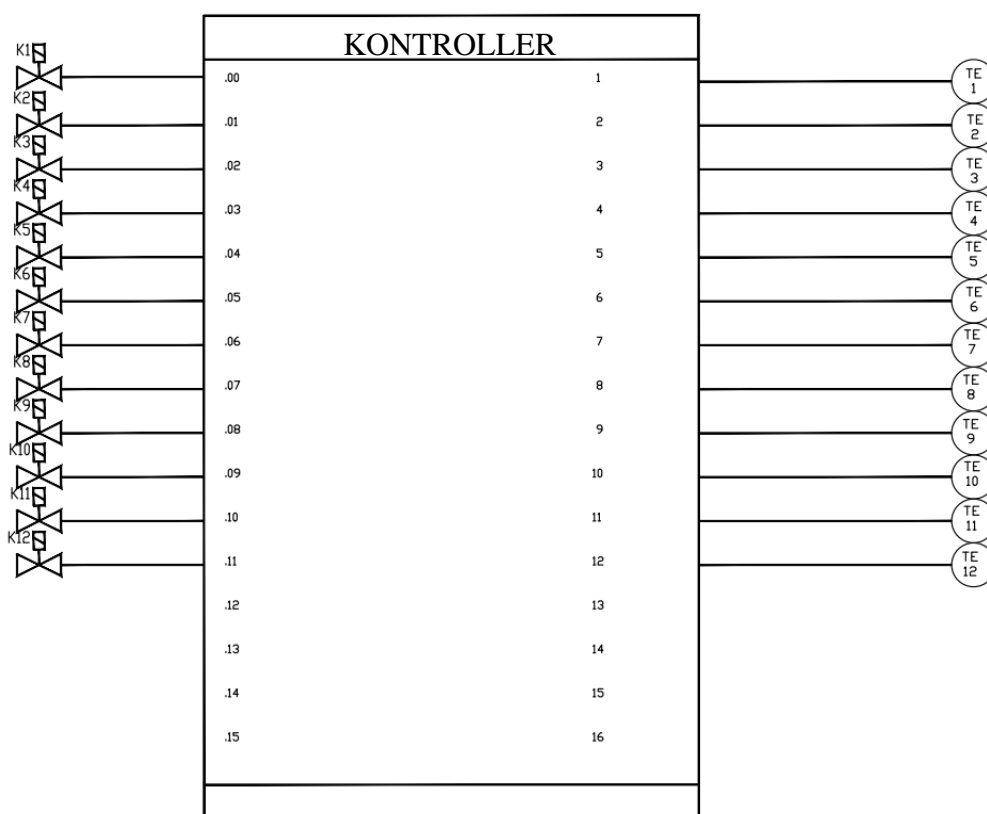 KONTROLLER
K1 .00 1 TE 1
K2 .01 2 TE 2
K3 .02 3 TE 3
K4 .03 4 TE 4
K5 .04 5 TE 5
K6 .05 6 TE 6
K7 .06 7 TE 7
K8 .07 8 TE 8
K9 .08 9 TE 9
K10 .09 10 TE 10
K11 .10 11 TE 11
K12 .11 12 TE 12
.12 13
.13 14
.14 15
.15 16